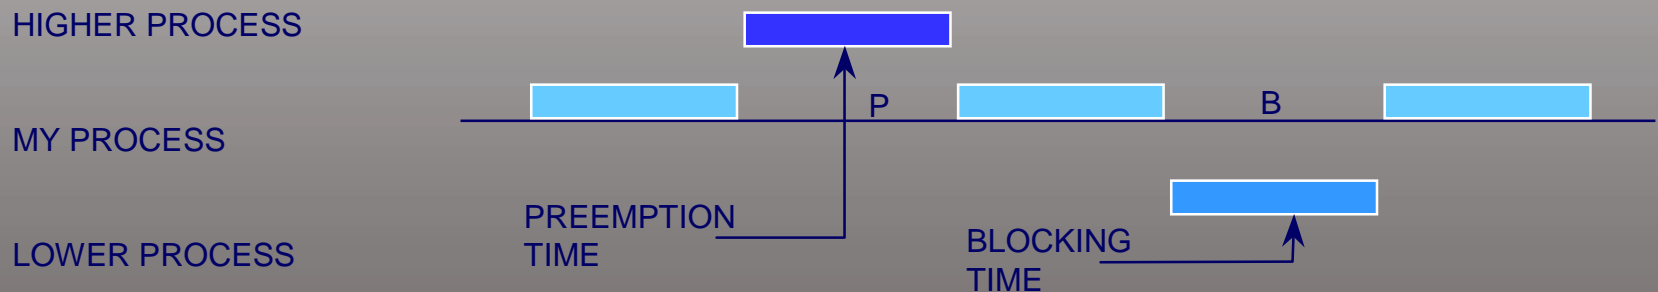 HIGHER PROCESS
P
B
MY PROCESS
PREEMPTION
TIME
BLOCKING
TIME
LOWER PROCESS